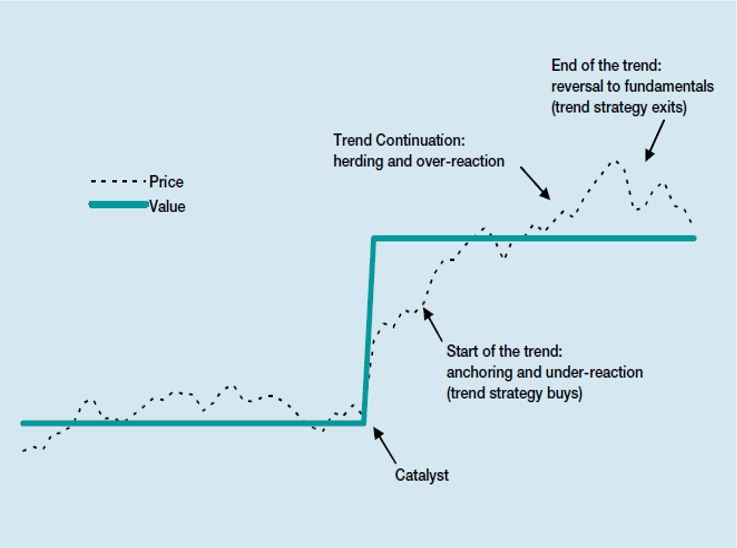 End of the trend:
reversal to fundamentals
(trend strategy exits)
Trend Continuation:
herding and over-reaction
Price
Value
Start of the trend:
anchoring and under-reaction
(trend strategy buys)
Catalyst